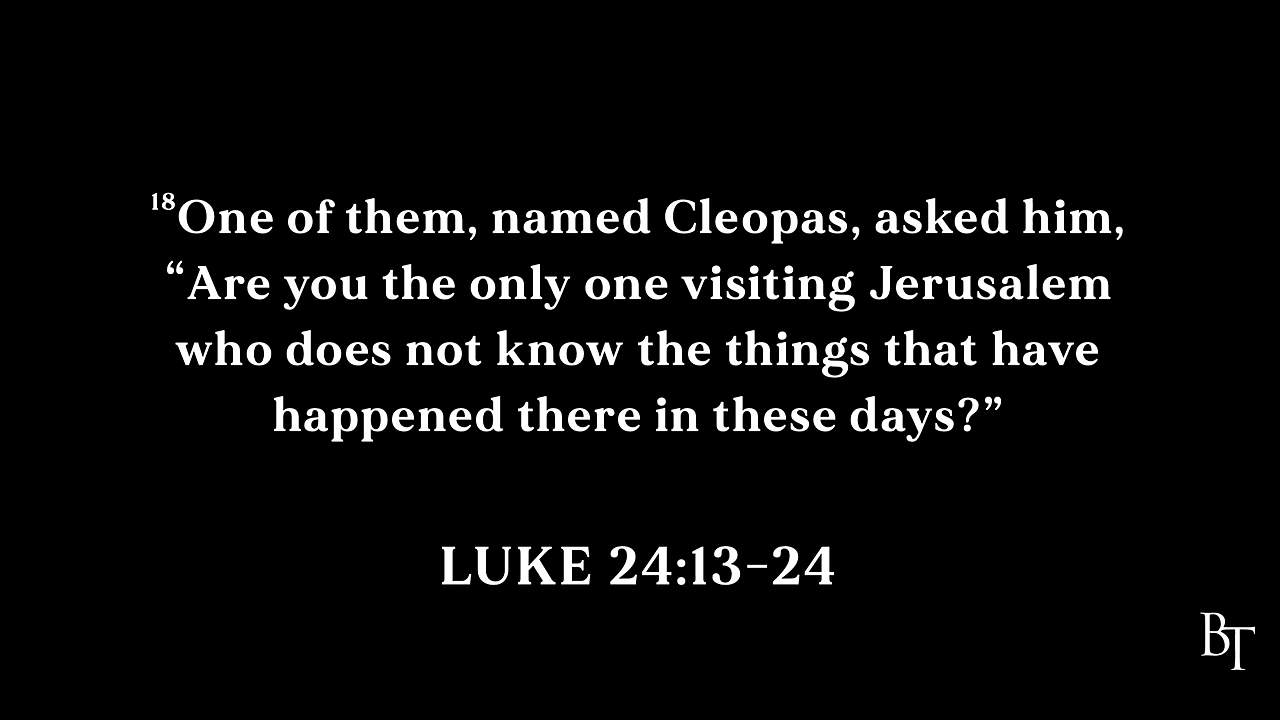 ¹⁸One of them, named Cleopas, asked him,
“Are you the only one visiting Jerusalem
who does not know the things that have
happened there in these days?”
LUKE 24:13-24
BT